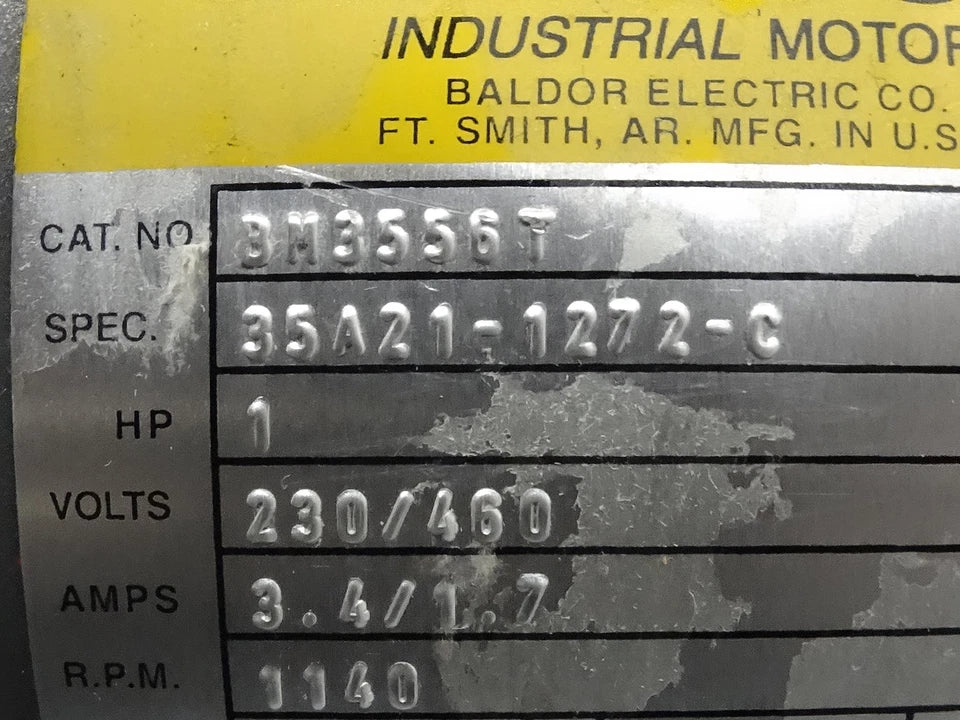 INDUSTRIAL MOTOR
BALDOR ELECTRIC CO.
FT. SMITH, AR. MFG. IN U.S
CAT. NO 3M3556T
SPEC. 35A21-1272-C
HP 1
VOLTS 230/460
AMPS 3.4/1.7
R.P.M. 1140